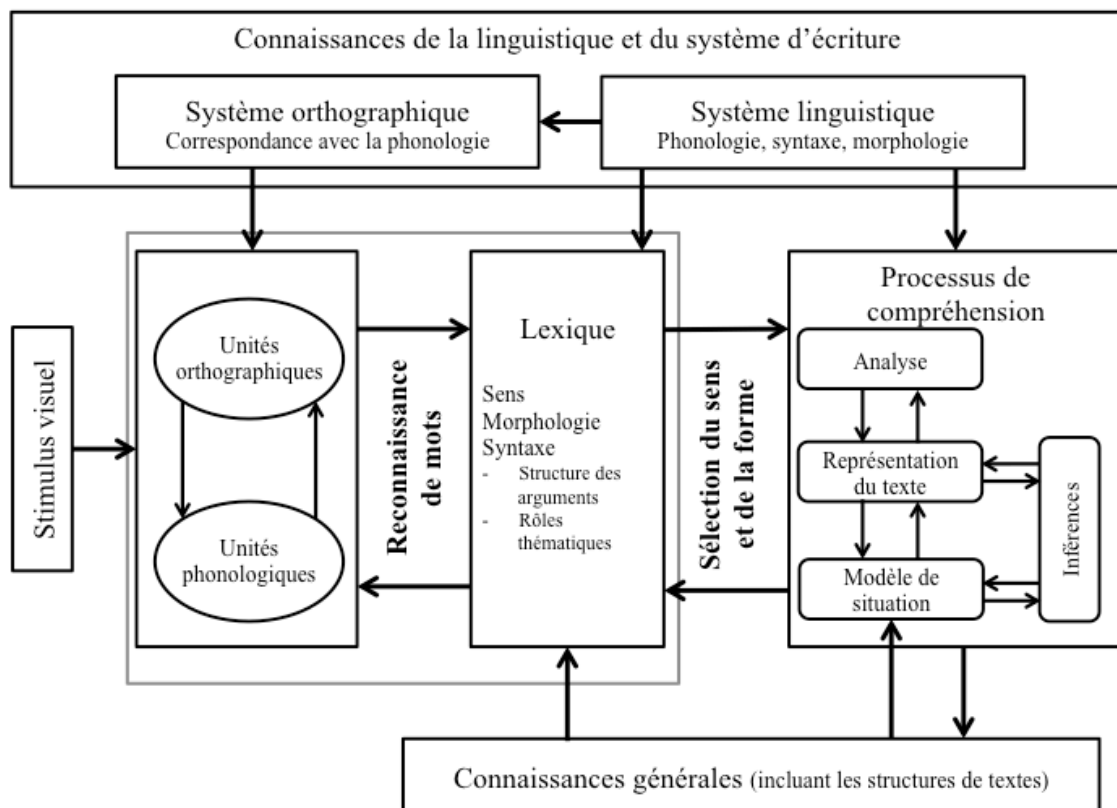 Connaissances de la linguistique et du système d'écriture
Système orthographique
Correspondance avec la phonologie
Système linguistique
Phonologie, syntaxe, morphologie
Stimulus visuel
Unités
orthographiques
Unités
phonologiques
Reconnaissance
de mots
Lexique
Sens
Morphologie
Syntaxe
- Structure des
arguments
- Rôles
thématiques
Sélection du sens
et de la forme
Processus de
compréhension
Analyse
Représentation
du texte
Modèle de
situation
Inférences
Connaissances générales (incluant les structures de textes)